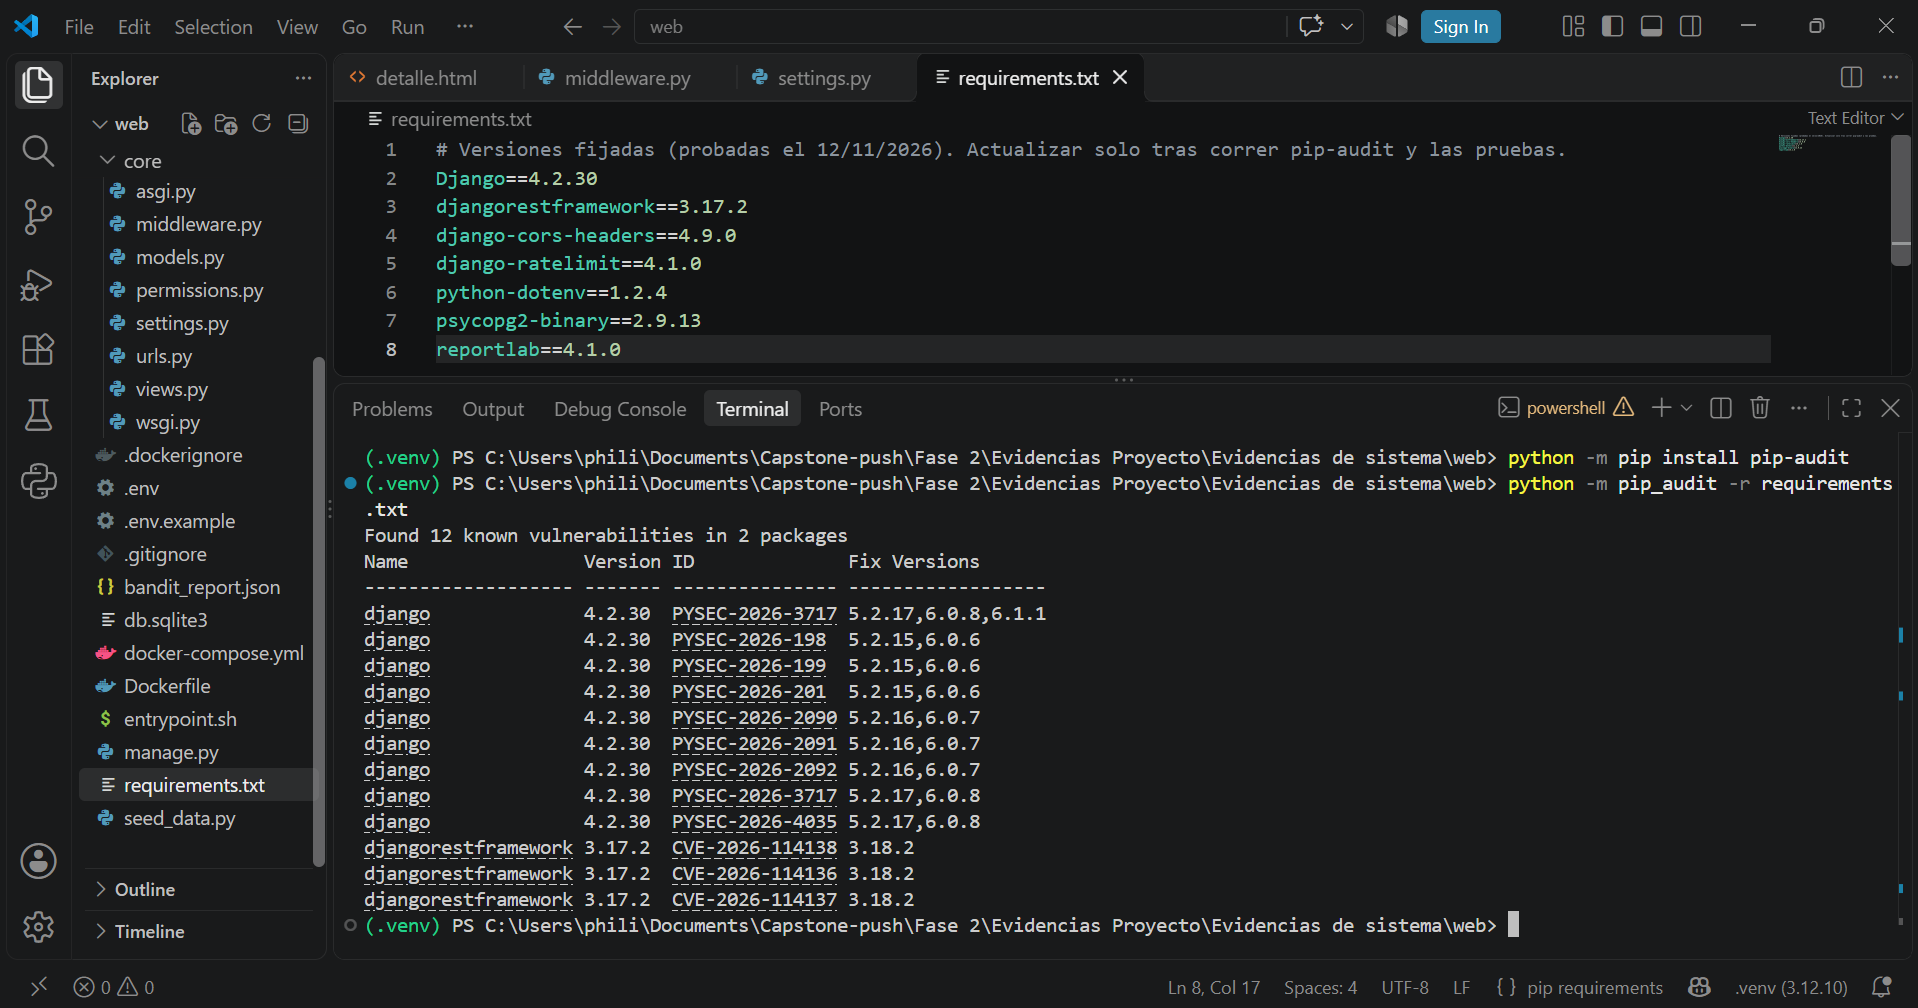 File Edit Selection View Go Run ··· web Sign In
Explorer ···
detalle.html middleware.py settings.py requirements.txt
web
core
asgi.py
middleware.py
models.py
permissions.py
settings.py
urls.py
views.py
wsgi.py
.dockerignore
.env
.env.example
.gitignore
bandit_report.json
db.sqlite3
docker-compose.yml
Dockerfile
entrypoint.sh
manage.py
requirements.txt
seed_data.py
Outline
Timeline
requirements.txt Text Editor
1 # Versiones fijadas (probadas el 12/11/2026). Actualizar solo tras correr pip-audit y las pruebas.
2 Django==4.2.30
3 djangorestframework==3.17.2
4 django-cors-headers==4.9.0
5 django-ratelimit==4.1.0
6 python-dotenv==1.2.4
7 psycopg2-binary==2.9.13
8 reportlab==4.1.0
Problems Output Debug Console Terminal Ports powershell
(.venv) PS C:\Users\phili\Documents\Capstone-push\Fase 2\Evidencias Proyecto\Evidencias de sistema\web> python -m pip install pip-audit
(.venv) PS C:\Users\phili\Documents\Capstone-push\Fase 2\Evidencias Proyecto\Evidencias de sistema\web> python -m pip_audit -r requirements
.txt
Found 12 known vulnerabilities in 2 packages
Name Version ID Fix Versions
------------------- ------- --------------- ------------------
django 4.2.30 PYSEC-2026-3717 5.2.17,6.0.8,6.1.1
django 4.2.30 PYSEC-2026-198 5.2.15,6.0.6
django 4.2.30 PYSEC-2026-199 5.2.15,6.0.6
django 4.2.30 PYSEC-2026-201 5.2.15,6.0.6
django 4.2.30 PYSEC-2026-2090 5.2.16,6.0.7
django 4.2.30 PYSEC-2026-2091 5.2.16,6.0.7
django 4.2.30 PYSEC-2026-2092 5.2.16,6.0.7
django 4.2.30 PYSEC-2026-3717 5.2.17,6.0.8
django 4.2.30 PYSEC-2026-4035 5.2.17,6.0.8
djangorestframework 3.17.2 CVE-2026-114138 3.18.2
djangorestframework 3.17.2 CVE-2026-114136 3.18.2
djangorestframework 3.17.2 CVE-2026-114137 3.18.2
(.venv) PS C:\Users\phili\Documents\Capstone-push\Fase 2\Evidencias Proyecto\Evidencias de sistema\web>
0 0 Ln 8, Col 17 Spaces: 4 UTF-8 LF { } pip requirements .venv (3.12.10)